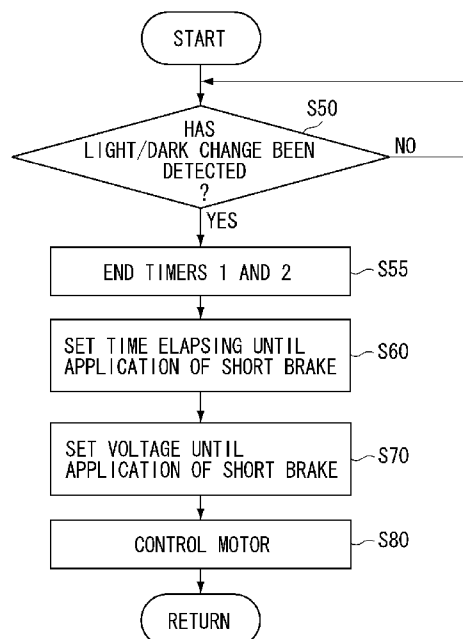 START
S50
HAS
LIGHT/DARK CHANGE BEEN
DETECTED
?
NO
YES
END TIMERS 1 AND 2
S55
SET TIME ELAPSING UNTIL
APPLICATION OF SHORT BRAKE
S60
SET VOLTAGE UNTIL
APPLICATION OF SHORT BRAKE
S70
CONTROL MOTOR
S80
RETURN